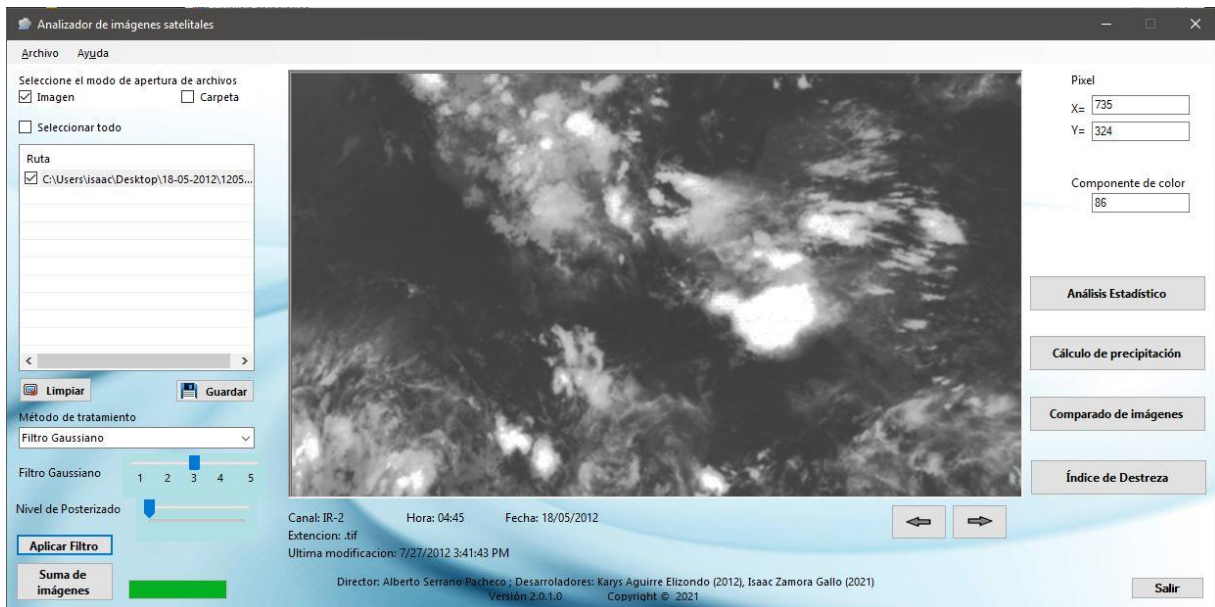 Analizador de imágenes satelitales
Archivo Ayuda
Seleccione el modo de apertura de archivos
Imagen Carpeta
Seleccionar todo
Ruta
C:\Users\isaac\Desktop\18-05-2012\1205...
Limpiar Guardar
Método de tratamiento
Filtro Gaussiano
Filtro Gaussiano
1 2 3 4 5
Nivel de Posterizado
Aplicar Filtro
Suma de
imágenes
Canal: IR-2 Hora: 04:45 Fecha: 18/05/2012
Extencion: .tif
Ultima modificacion: 7/27/2012 3:41:43 PM
Director: Alberto Serrano Pacheco ; Desarroladores: Karys Aguirre Elizondo (2012), Isaac Zamora Gallo (2021)
Versión 2.0.1.0 Copyright © 2021
Pixel
X= 735
Y= 324
Componente de color
86
Análisis Estadístico
Cálculo de precipitación
Comparado de imágenes
Índice de Destreza
Salir